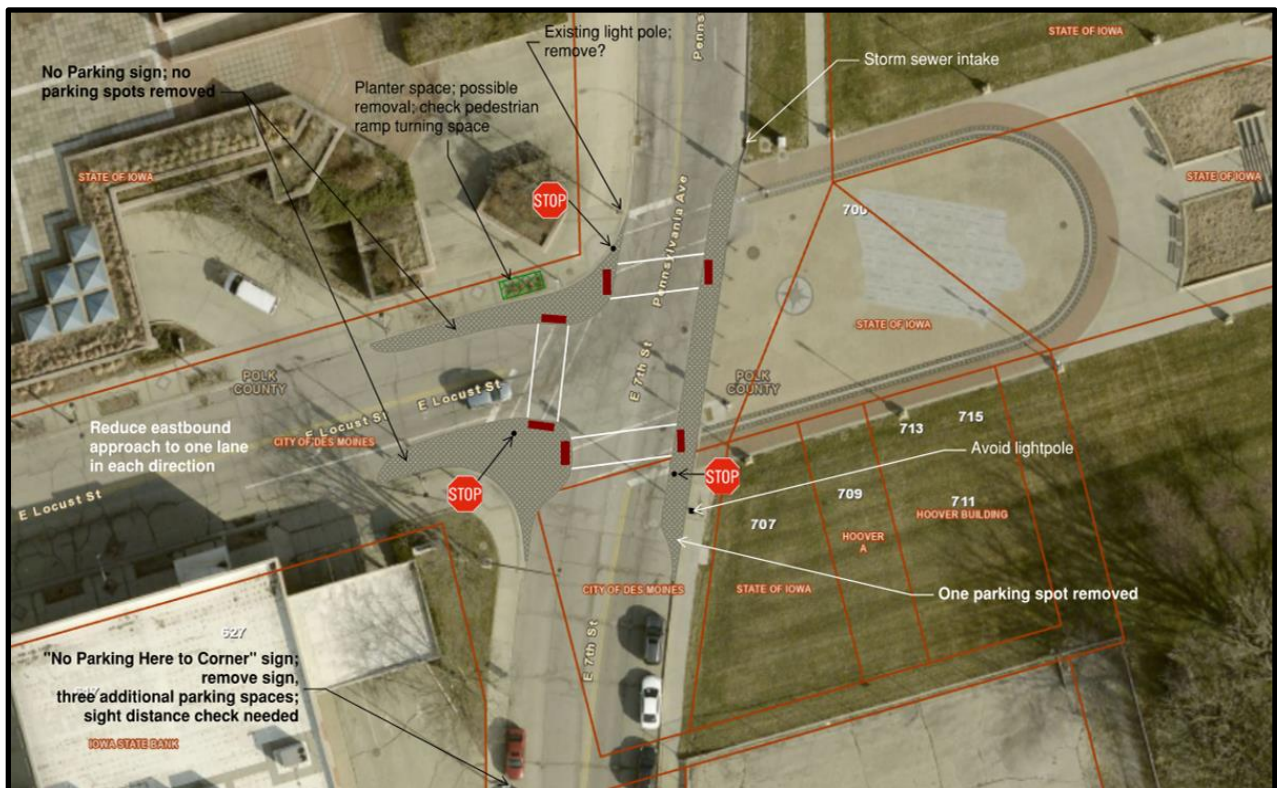 Existing light pole;
remove?
Penns
STATE OF IOWA
Storm sewer intake
No Parking sign; no
parking spots removed
Planter space; possible
removal; check pedestrian
ramp turning space
STATE OF IOWA
STOP
STATE OF IOWA
700
Pennsylvania Ave
STATE OF IOWA
E 7th St
POLK
COUNTY
POLK
COUNTY
E Locust St
E Locust St
Reduce eastbound
approach to one lane
in each direction
CITY OF DES MOINES
715
713
Avoid lightpole
E Locust St
STOP
STOP
709
711
HOOVER BUILDING
707
HOOVER
A
CITY OF DES MOINES
STATE OF IOWA
One parking spot removed
627
E 7th St
"No Parking Here to Corner" sign;
remove sign,
three additional parking spaces;
sight distance check needed
IOWA STATE BANK